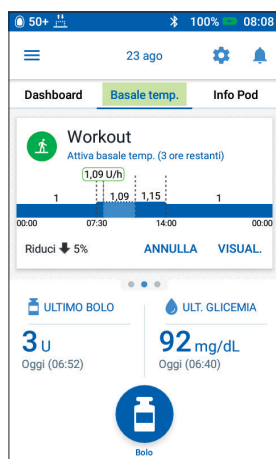 50+ 100% 08:08
23 ago
Dashboard Basale temp. Info Pod
Workout
Attiva basale temp. (3 ore restanti)
1,09 U/h
1 1,09 1,15 1
00:00 07:30 14:00 00:00
Riduci 5% ANNULLA VISUAL.
ULTIMO BOLO ULT. GLICEMIA
3 U 92 mg/dL
Oggi (06:52) Oggi (06:40)
Bolo